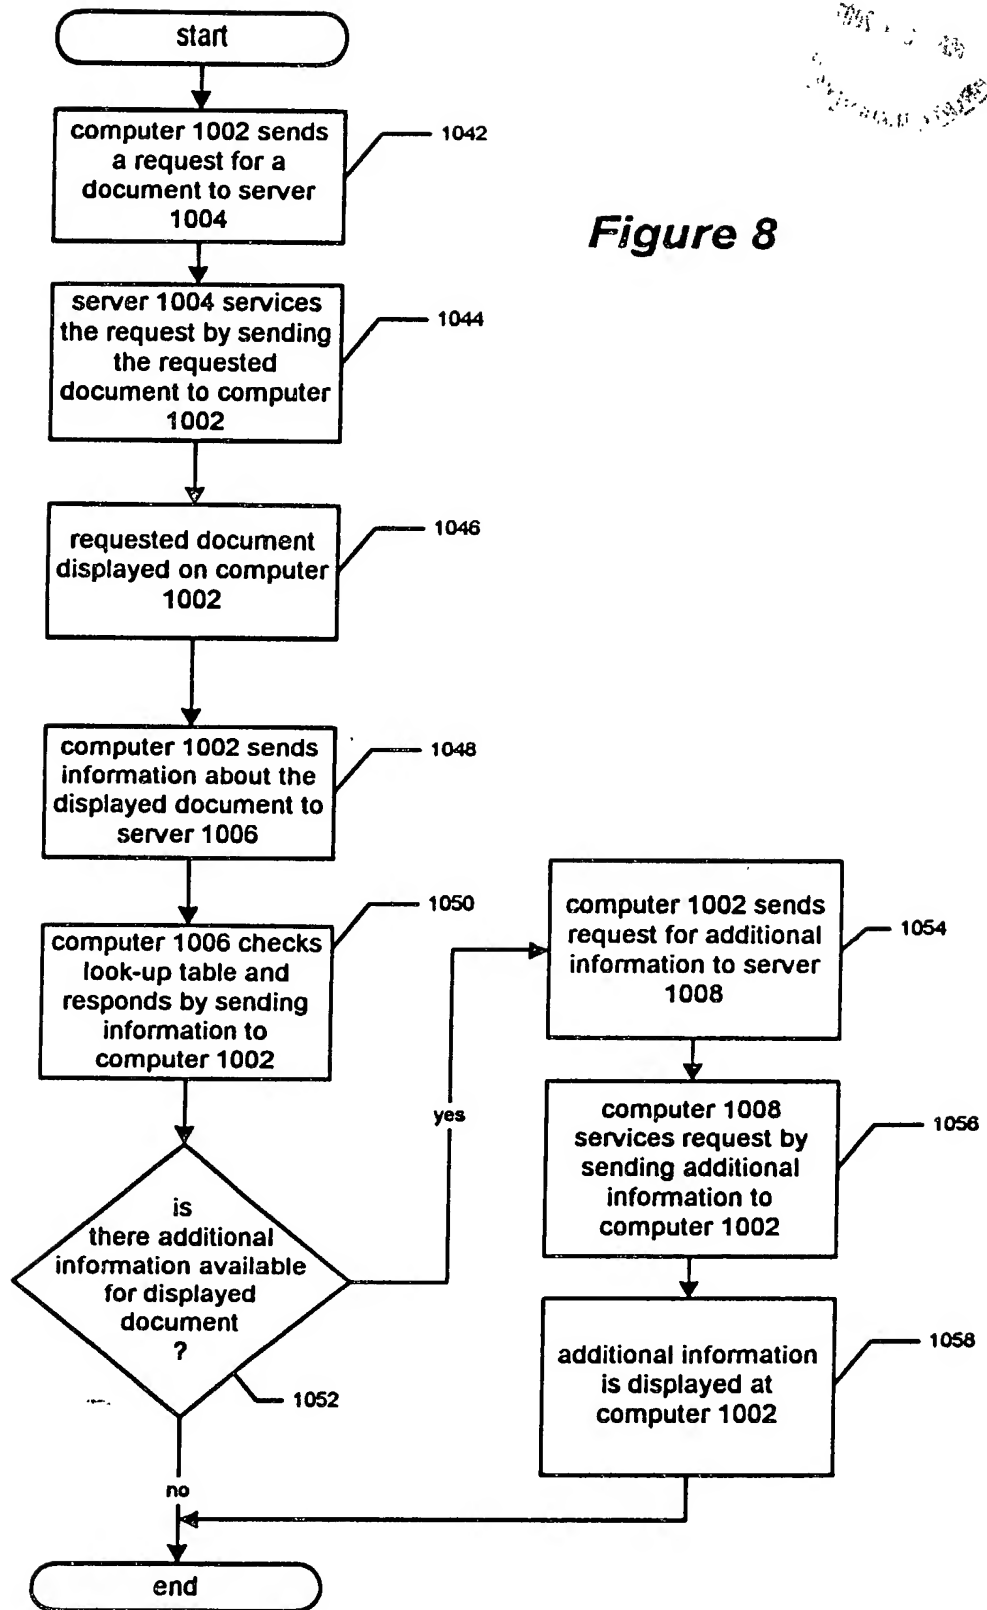 start
computer 1002 sends
a request for a
document to server
1004
1042
Figure 8
server 1004 services
the request by sending
the requested
document to computer
1002
1044
requested document
displayed on computer
1002
1046
computer 1002 sends
information about the
displayed document to
server 1006
1048
computer 1006 checks
look-up table and
responds by sending
information to
computer 1002
1050
is
there additional
information available
for displayed
document
?
1052
yes
no
computer 1002 sends
request for additional
information to server
1008
1054
computer 1008
services request by
sending additional
information to
computer 1002
1056
additional information
is displayed at
computer 1002
1058
end